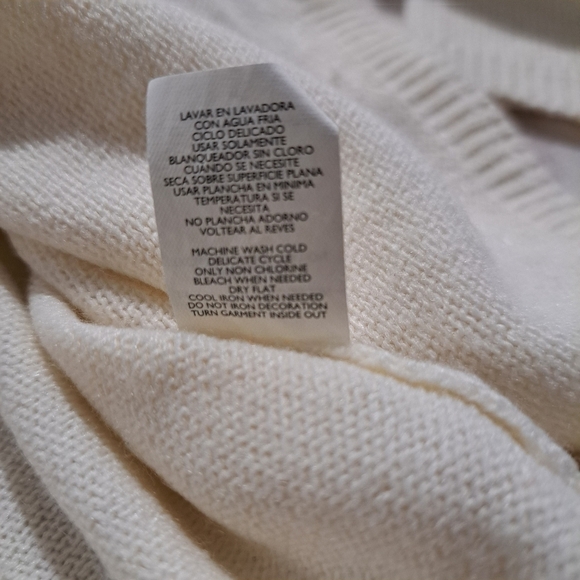 LAVAR EN LAVADORA
CON AGUA FRIA
CICLO DELICADO
USAR SOLAMENTE
BLANQUEADOR SIN CLORO
CUANDO SE NECESITE
SECA SOBRE SUPERFICIE PLANA
USAR PLANCHA EN MINIMA
TEMPERATURA SI SE
NECESITA
NO PLANCHA ADORNO
VOLTEAR AL REVES
MACHINE WASH COLD
DELICATE CYCLE
ONLY NON CHLORINE
BLEACH WHEN NEEDED
DRY FLAT
COOL IRON WHEN NEEDED
DO NOT IRON DECORATION
TURN GARMENT INSIDE OUT